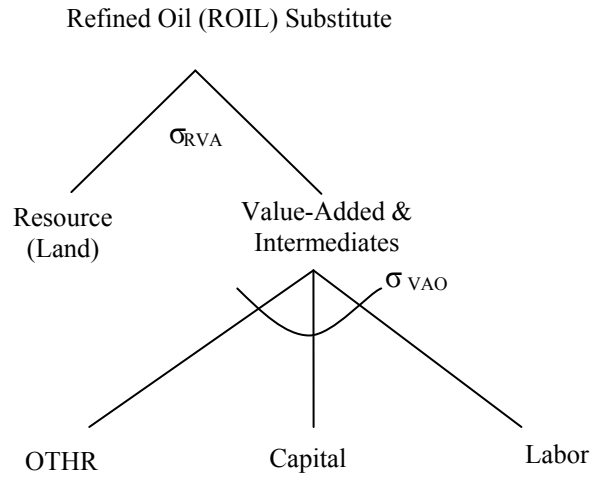 Refined Oil (ROIL) Substitute
σRVA
Resource
(Land)
Value-Added &
Intermediates
σ VAO
OTHR
Capital
Labor